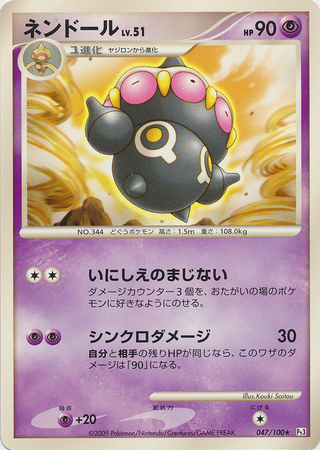 ネンドール LV.51 HP 90
1進化 ヤジロンから進化
NO.344 どぐうポケモン 高さ：1.5m 重さ：108.0kg
いにしえのまじない
ダメージカウンター3個を、おたがいの場のポケ
モンに好きなようにのせる。
シンクロダメージ 30
自分と相手の残りHPが同じなら、このワザのダ
メージは「90」になる。
Illus. Kouki Saitou
弱点 抵抗力 にげる
+20
©2009 Pokémon/Nintendo/Creatures/GAME FREAK.
047/100★ Pt3